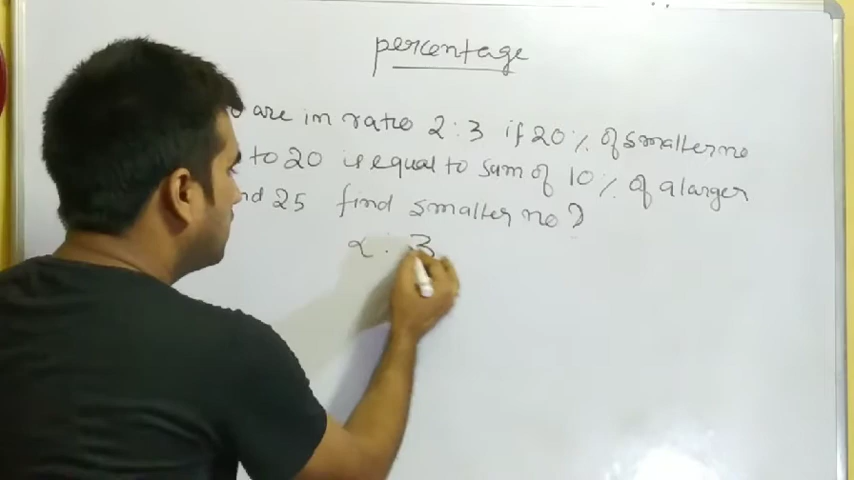 percentage
are in ratio 2:3 if 20% of smaller no
to 20 is equal to sum of 10% of a larger
25 find smaller no?
2 : 3